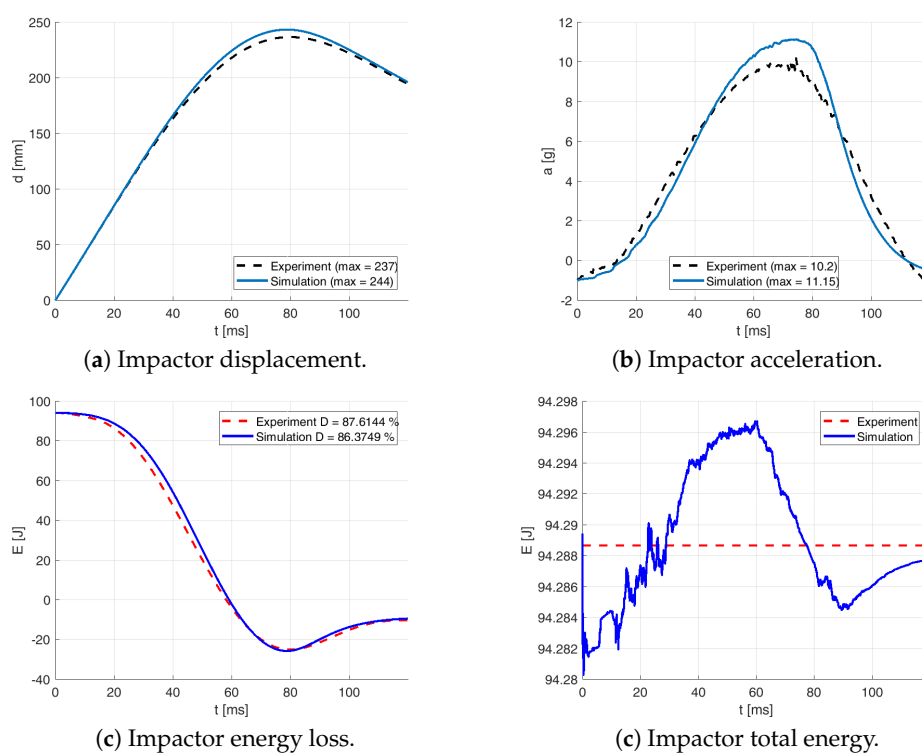 250
200
150
100
50
0
d [mm]
0 20 40 60 80 100
t [ms]
Experiment (max = 237)
Simulation (max = 244)
(a) Impactor displacement.
12
10
8
6
4
2
0
-2
a [g]
0 20 40 60 80 100
t [ms]
Experiment (max = 10.2)
Simulation (max = 11.15)
(b) Impactor acceleration.
100
80
60
40
20
0
-20
-40
E [J]
0 20 40 60 80 100
t [ms]
Experiment D = 87.6144 %
Simulation D = 86.3749 %
(c) Impactor energy loss.
94.298
94.296
94.294
94.292
94.29
94.288
94.286
94.284
94.282
94.28
E [J]
0 20 40 60 80 100
t [ms]
Experiment
Simulation
(c) Impactor total energy.